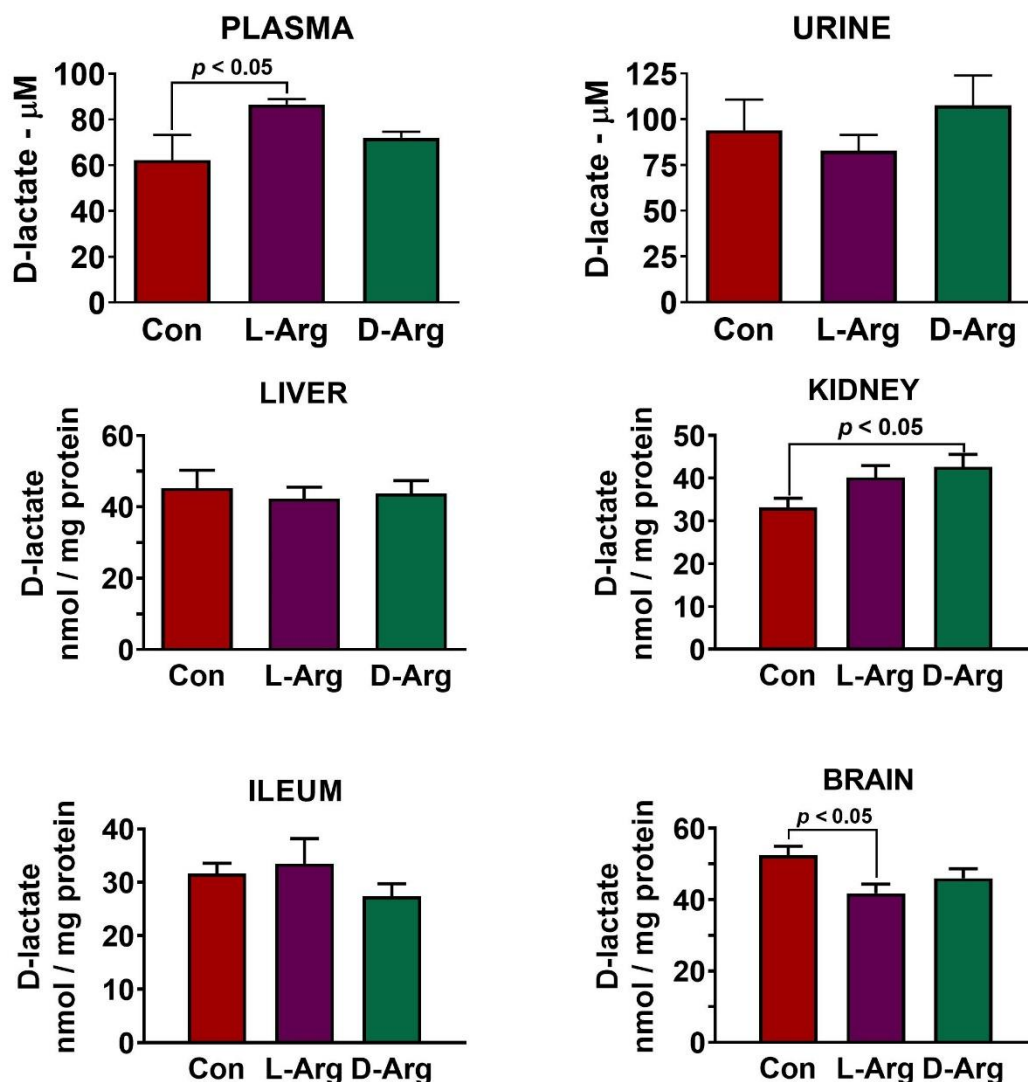 PLASMA
D-lactate - μM
100
80
60
40
20
0
p < 0.05
Con L-Arg D-Arg
URINE
D-lacate - μM
125
100
75
50
25
0
Con L-Arg D-Arg
LIVER
D-lactate
nmol / mg protein
60
40
20
0
Con L-Arg D-Arg
KIDNEY
D-lactate
nmol / mg protein
50
40
30
20
10
0
p < 0.05
Con L-Arg D-Arg
ILEUM
D-lactate
nmol / mg protein
40
30
20
10
0
Con L-Arg D-Arg
BRAIN
D-lactate
nmol / mg protein
60
40
20
0
p < 0.05
Con L-Arg D-Arg